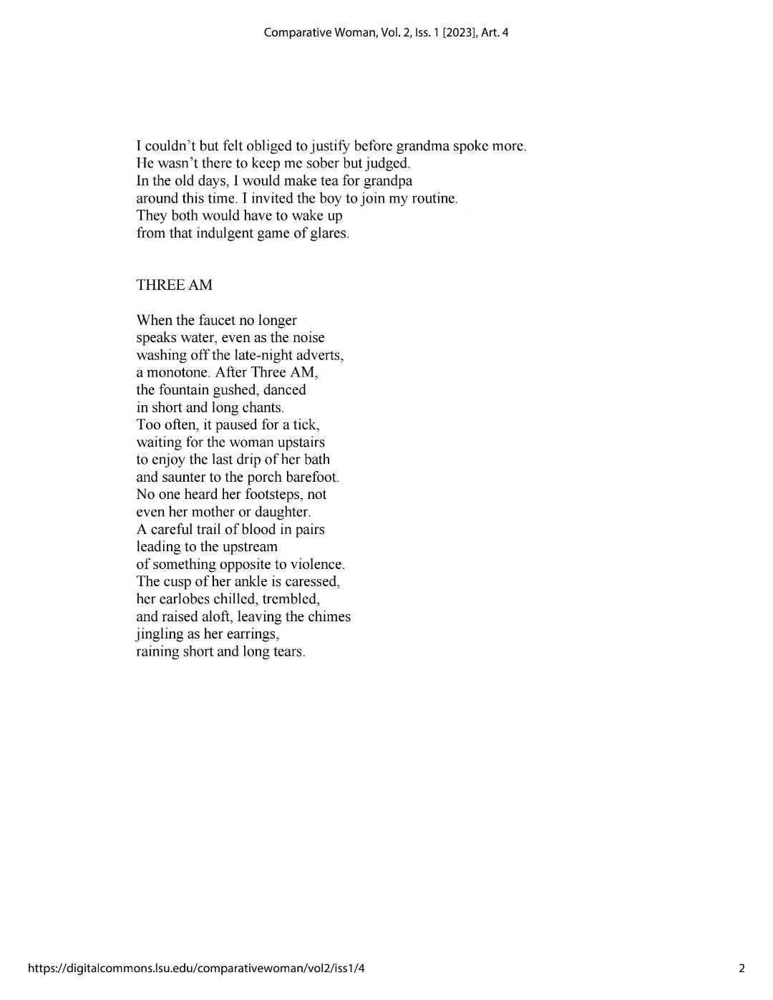 Comparative Woman, Vol. 2, Iss. 1 [2023], Art. 4
I couldn’t but felt obliged to justify before grandma spoke more.
He wasn’t there to keep me sober but judged.
In the old days, I would make tea for grandpa
around this time. I invited the boy to join my routine.
They both would have to wake up
from that indulgent game of glares.
THREE AM
When the faucet no longer
speaks water, even as the noise
washing off the late-night adverts,
a monotone. After Three AM,
the fountain gushed, danced
in short and long chants.
Too often, it paused for a tick,
waiting for the woman upstairs
to enjoy the last drip of her bath
and saunter to the porch barefoot.
No one heard her footsteps, not
even her mother or daughter.
A careful trail of blood in pairs
leading to the upstream
of something opposite to violence.
The cusp of her ankle is caressed,
her earlobes chilled, trembled,
and raised aloft, leaving the chimes
jingling as her earrings,
raining short and long tears.
https://digitalcommons.lsu.edu/comparativewoman/vol2/iss1/4
2